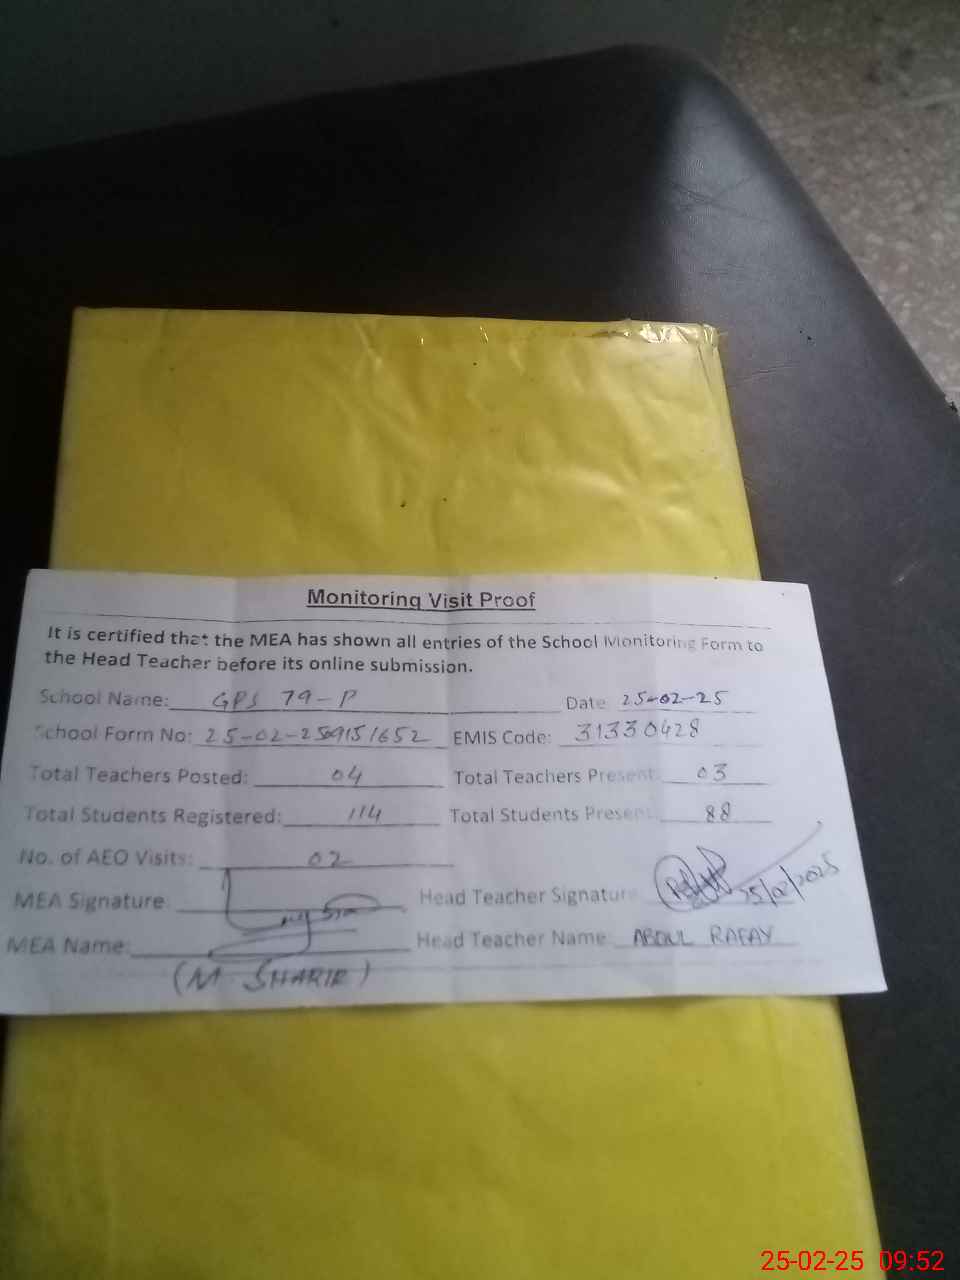 Monitoring Visit Proof
It is certified that the MEA has shown all entries of the School Monitoring Form to
the Head Teacher before its online submission.
School Name: GPS 79-P Date 25-02-25
School Form No: 25-02-2569151652 EMIS Code: 31330428
Total Teachers Posted: 04 Total Teachers Present: 03
Total Students Registered: 114 Total Students Present: 88
No. of AEO Visits: 02
MEA Signature Head Teacher Signature 25/02/2025
MEA Name: Head Teacher Name: ABDUL RAFAY
(M. SHARIF)
25-02-25 09:52